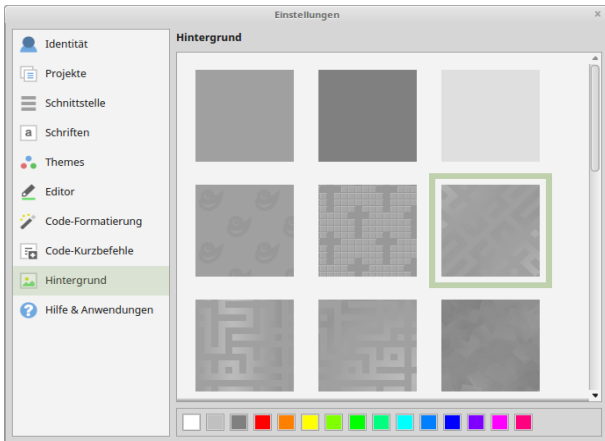 Einstellungen
Identität
Projekte
Schnittstelle
Schriften
Themes
Editor
Code-Formatierung
Code-Kurzbefehle
Hintergrund
Hilfe & Anwendungen
Hintergrund